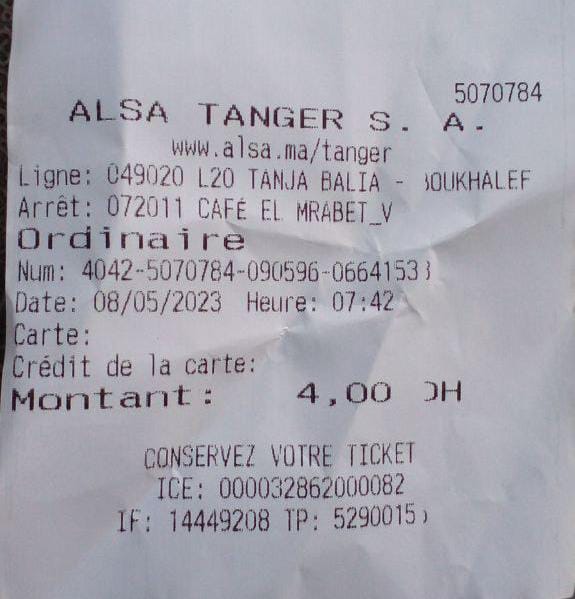 5070784
ALSA TANGER S. A.
www.alsa.ma/tanger
Ligne: 049020 L20 TANJA BALIA - BOUKHALEF
Arrêt: 072011 CAFÉ EL MRABET_V
Ordinaire
Num: 4042-5070784-090596-06641533
Date: 08/05/2023 Heure: 07:42
Carte:
Crédit de la carte:
Montant: 4,00 DH
CONSERVEZ VOTRE TICKET
ICE: 000032862000082
IF: 14449208 TP: